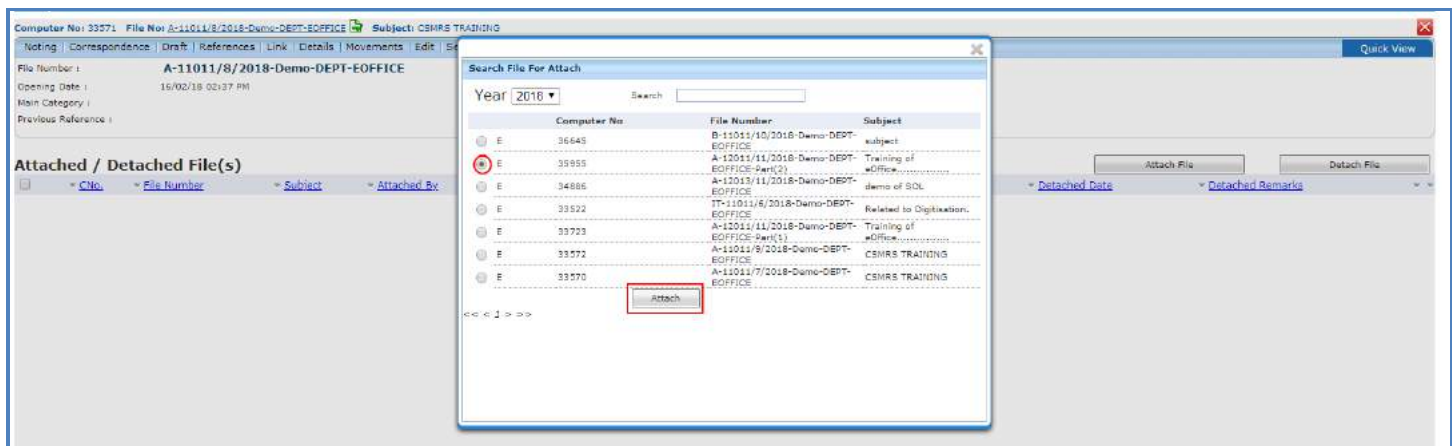 Computer No: 33571 File No: A-11011/8/2018-Demo-DEPT-EOFFICE Subject: CSMRS TRAINING
Noting | Correspondence | Draft | References | Link | Details | Movements | Edit | Se
Quick View
File Number :
A-11011/8/2018-Demo-DEPT-EOFFICE
Opening Date :
16/02/18 02:37 PM
Main Category :
Previous Reference :
Attached / Detached File(s)
Attach File
Detach File
CNo.
File Number
Subject
Attached By
Detached Date
Detached Remarks
Search File For Attach
Year 2018
Search
Computer No
File Number
Subject
E 36645 B-11011/10/2018-Demo-DEPT-EOFFICE subject
E 35955 A-12011/11/2018-Demo-DEPT-EOFFICE-Part(2) Training of eOffice................
E 34886 A-12013/11/2018-Demo-DEPT-EOFFICE demo of SOL
E 33522 IT-11011/6/2018-Demo-DEPT-EOFFICE Related to Digitisation.
E 33723 A-12011/11/2018-Demo-DEPT-EOFFICE-Part(1) Training of eOffice................
E 33572 A-11011/9/2018-Demo-DEPT-EOFFICE CSMRS TRAINING
E 33570 A-11011/7/2018-Demo-DEPT-EOFFICE CSMRS TRAINING
Attach
<< < 1 > >>